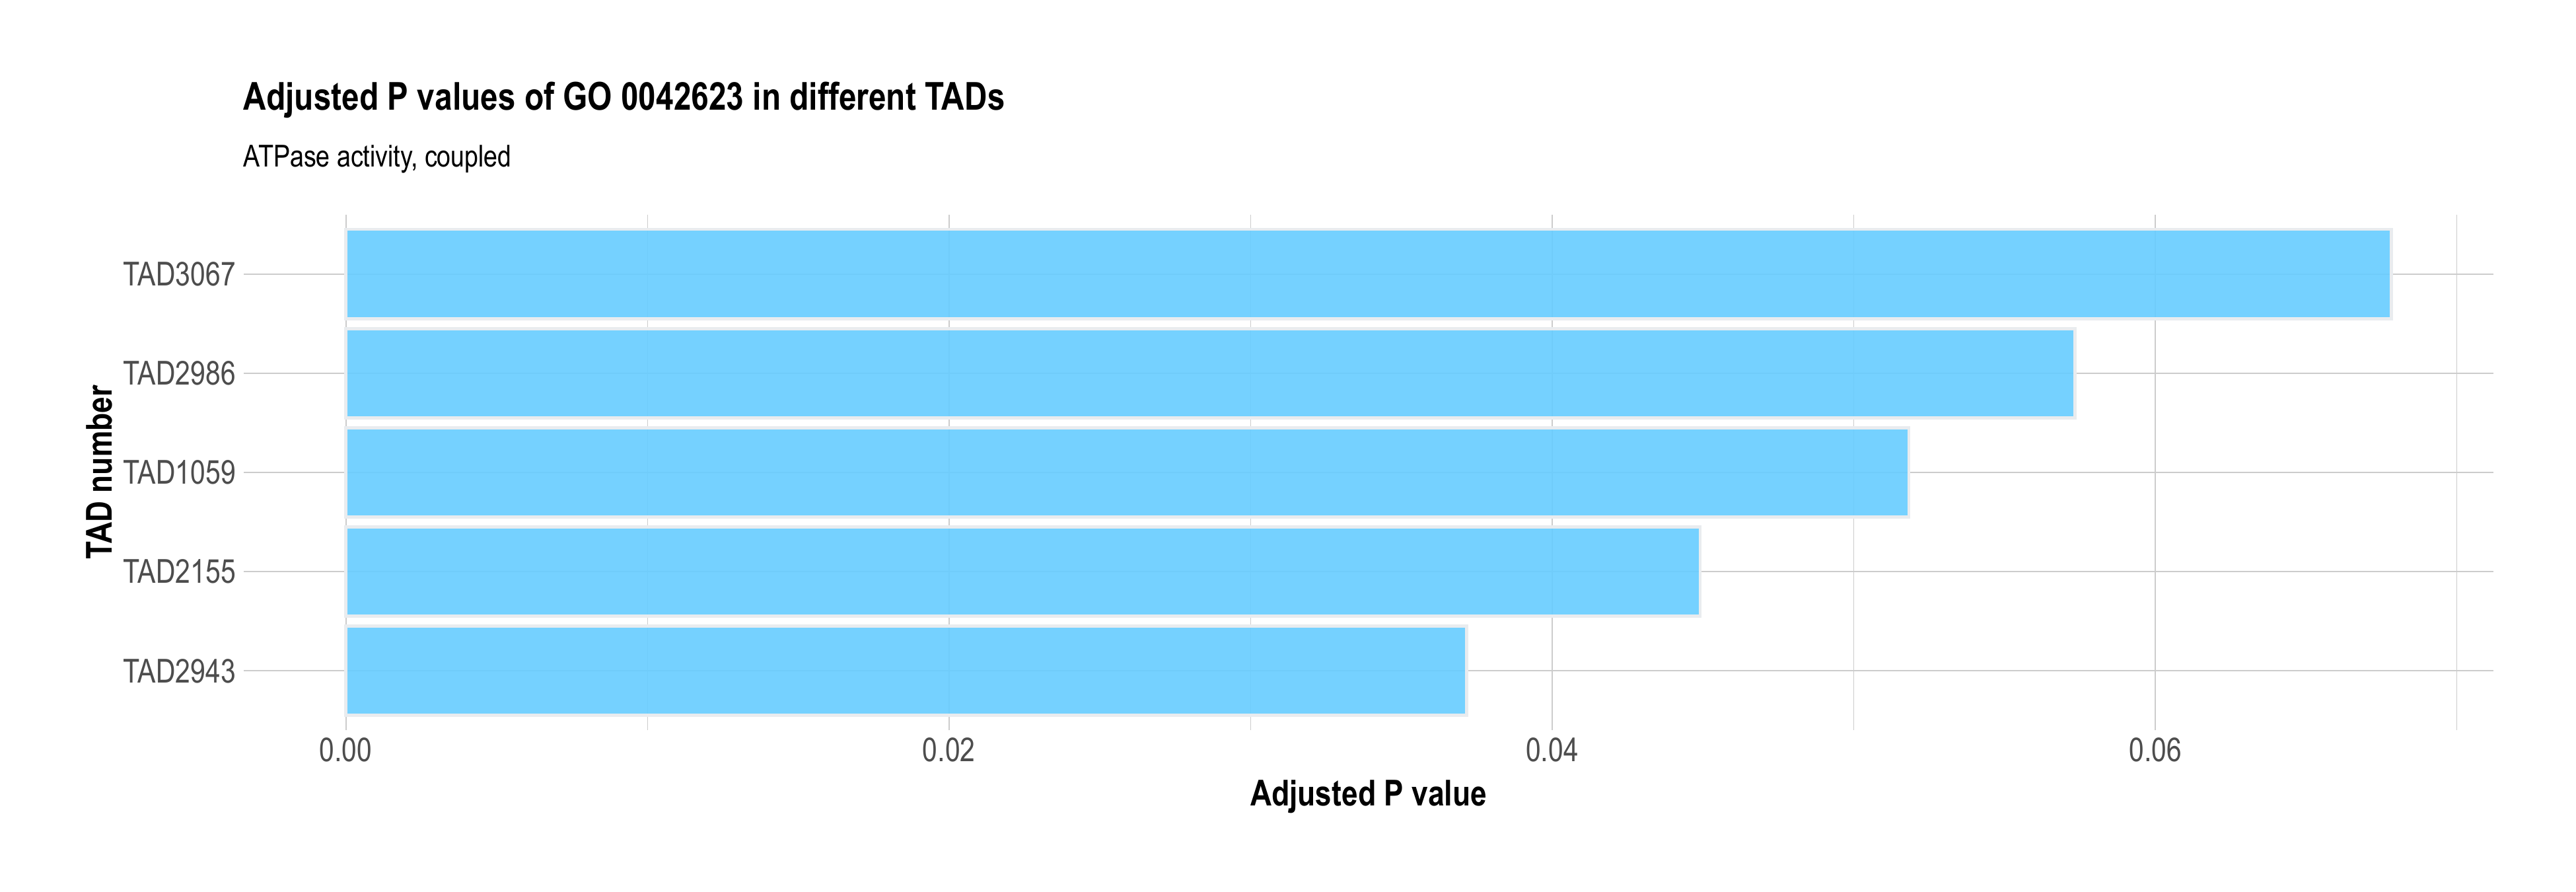 Adjusted P values of GO 0042623 in different TADs
ATPase activity, coupled
TAD number
TAD3067
TAD2986
TAD1059
TAD2155
TAD2943
0.00 0.02 0.04 0.06
Adjusted P value